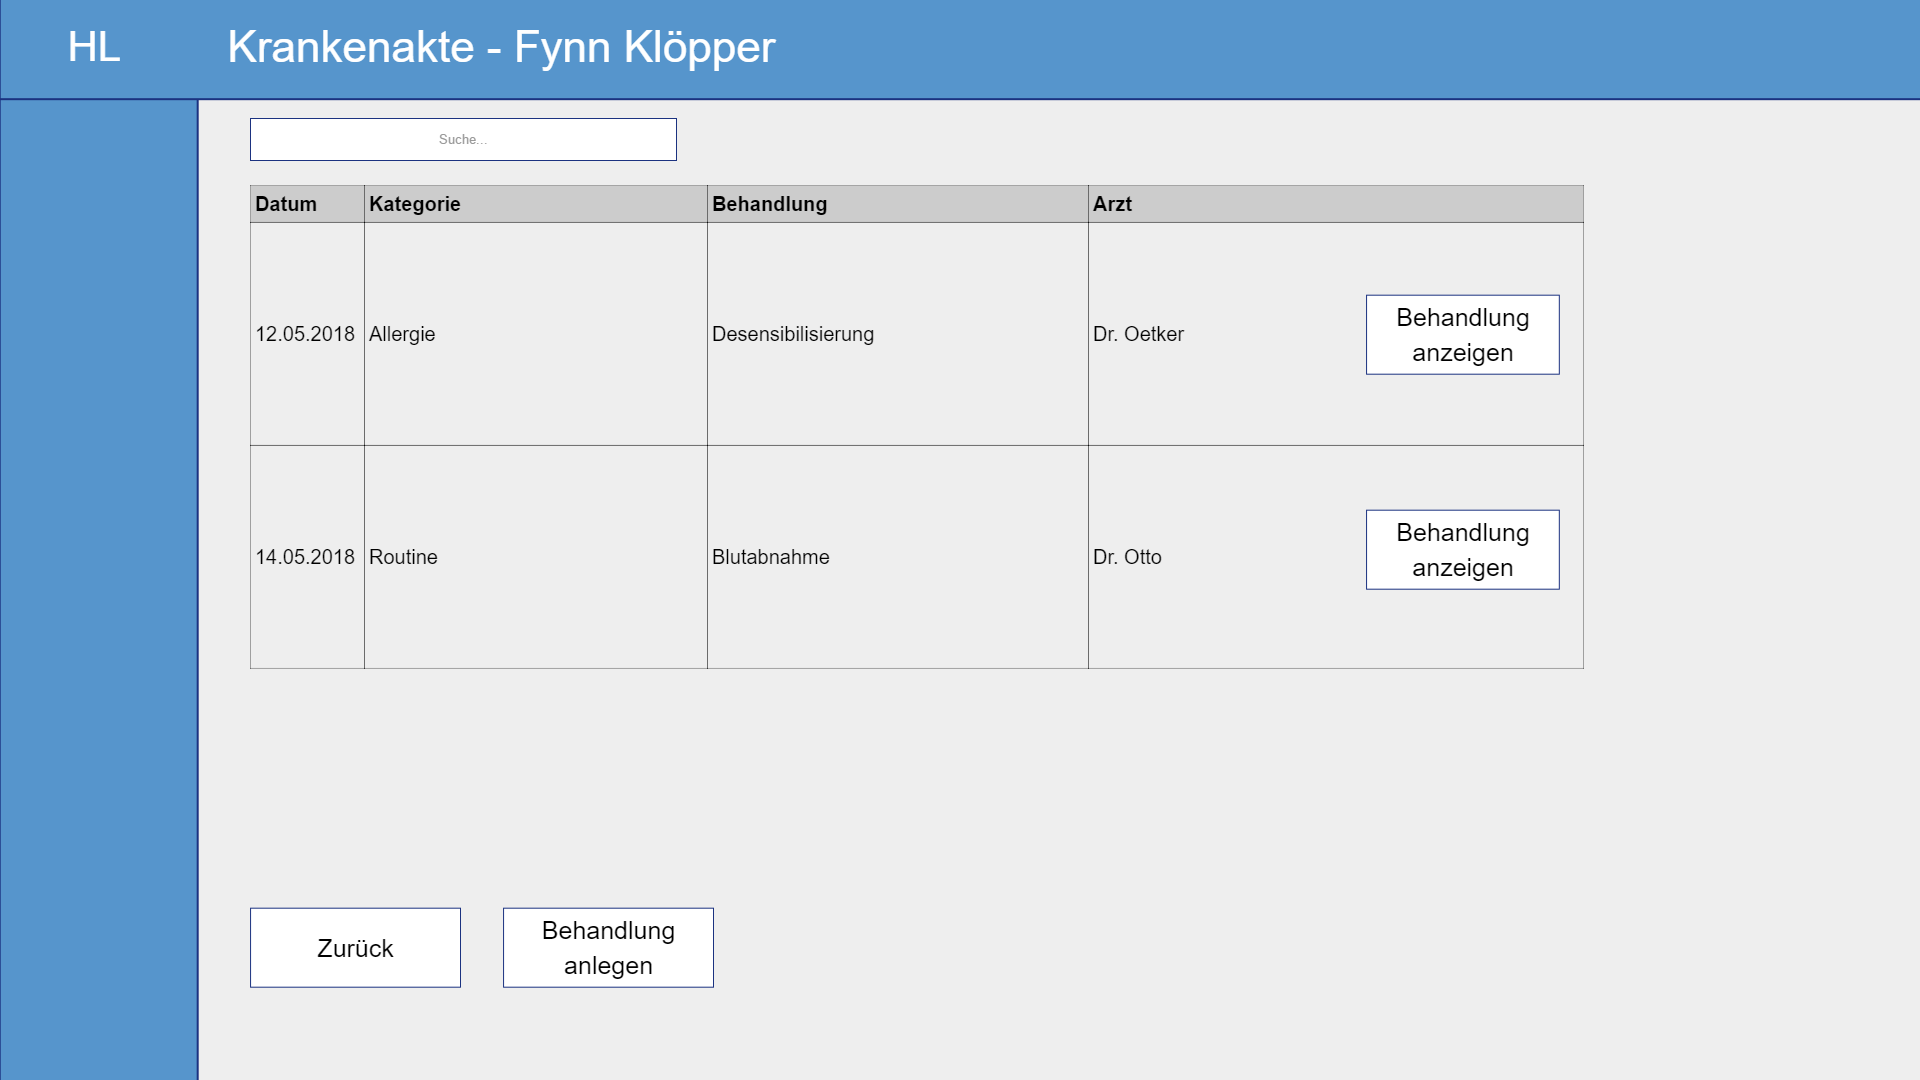 HL Krankenakte - Fynn Klöpper
Suche...
Datum Kategorie Behandlung Arzt
12.05.2018 Allergie Desensibilisierung Dr. Oetker Behandlung
anzeigen
14.05.2018 Routine Blutabnahme Dr. Otto Behandlung
anzeigen
Zurück
Behandlung
anlegen